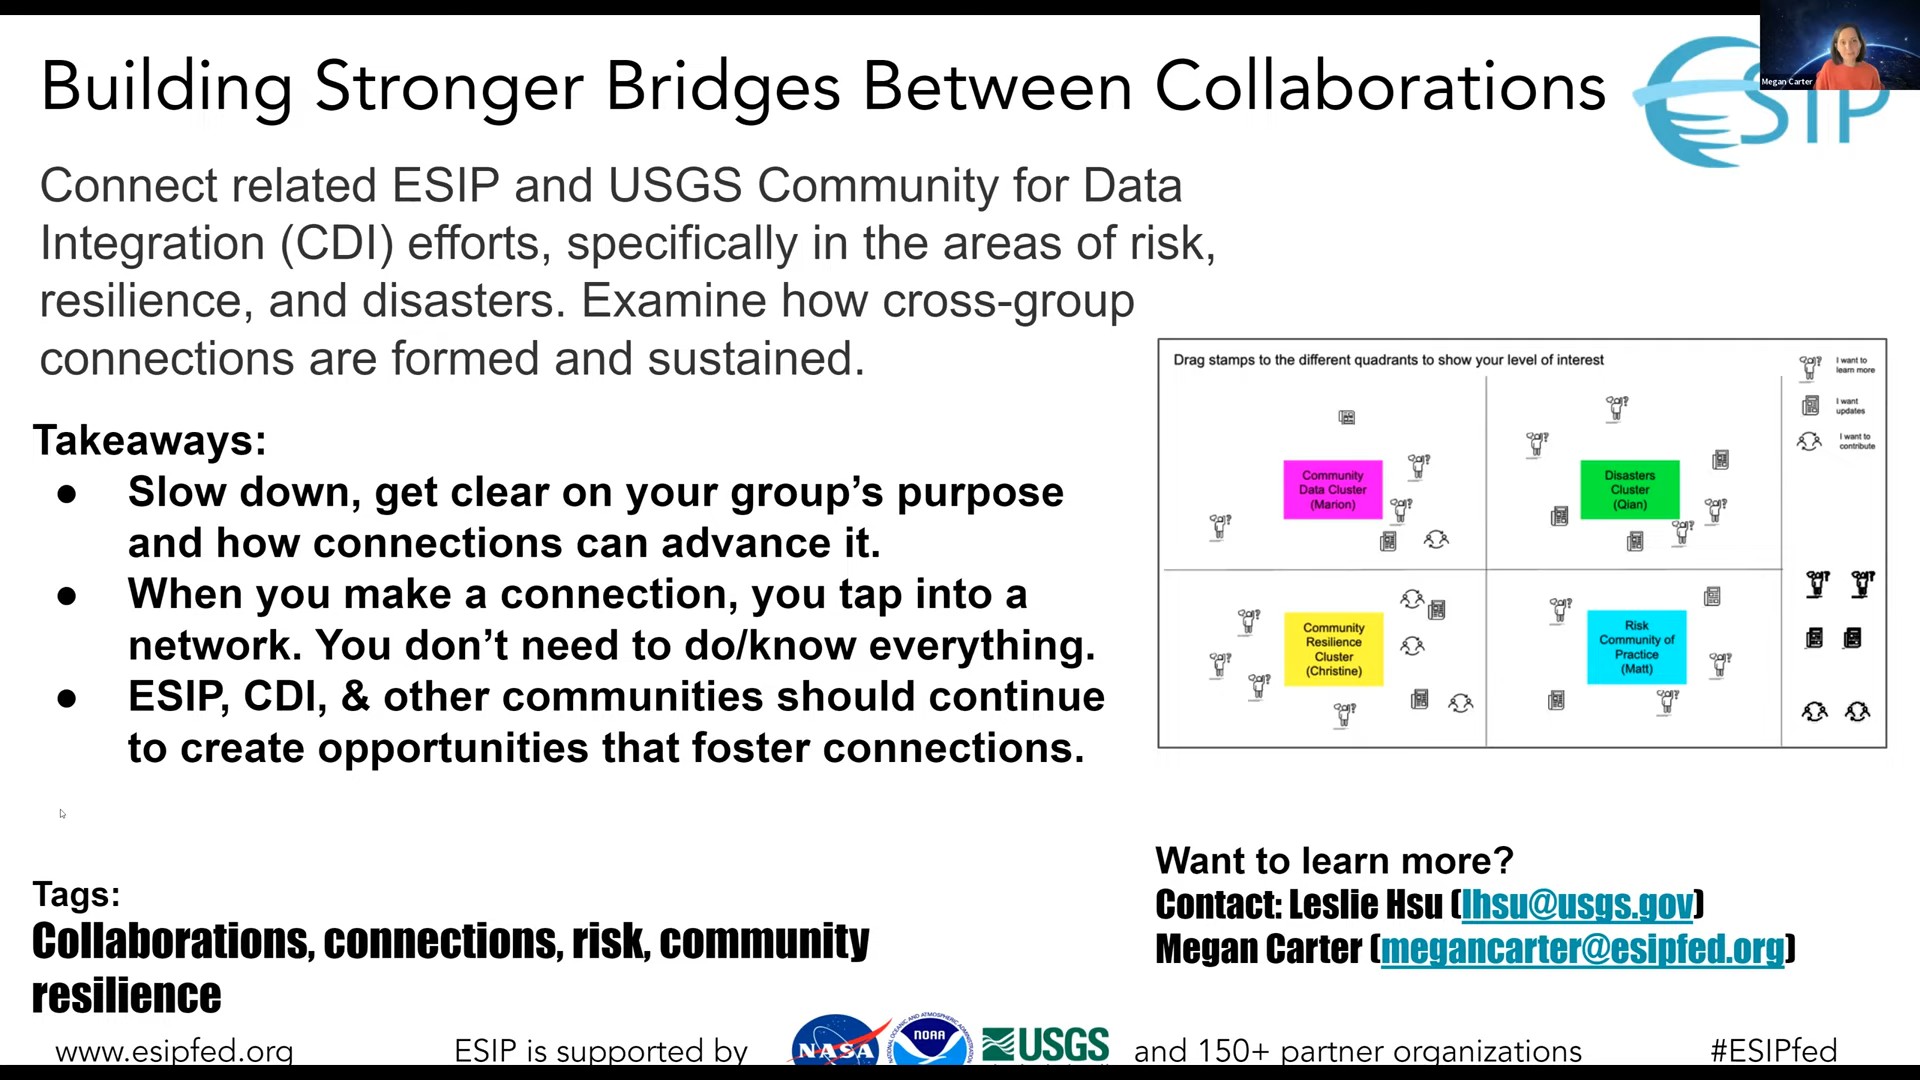 Building Stronger Bridges Between Collaborations
ESIP
Megan Carter
Connect related ESIP and USGS Community for Data
Integration (CDI) efforts, specifically in the areas of risk,
resilience, and disasters. Examine how cross-group
connections are formed and sustained.
Takeaways:
● Slow down, get clear on your group's purpose
and how connections can advance it.
● When you make a connection, you tap into a
network. You don't need to do/know everything.
● ESIP, CDI, & other communities should continue
to create opportunities that foster connections.
Drag stamps to the different quadrants to show your level of interest
I want to
learn more
I want
updates
I want to
contribute
Community
Data Cluster
(Marion)
Disasters
Cluster
(Qian)
Community
Resilience
Cluster
(Christine)
Risk
Community of
Practice
(Matt)
Tags:
Collaborations, connections, risk, community
resilience
Want to learn more?
Contact: Leslie Hsu (lhsu@usgs.gov)
Megan Carter (megancarter@esipfed.org)
www.esipfed.org
ESIP is supported by
NASA
NOAA
USGS
and 150+ partner organizations
#ESIPfed